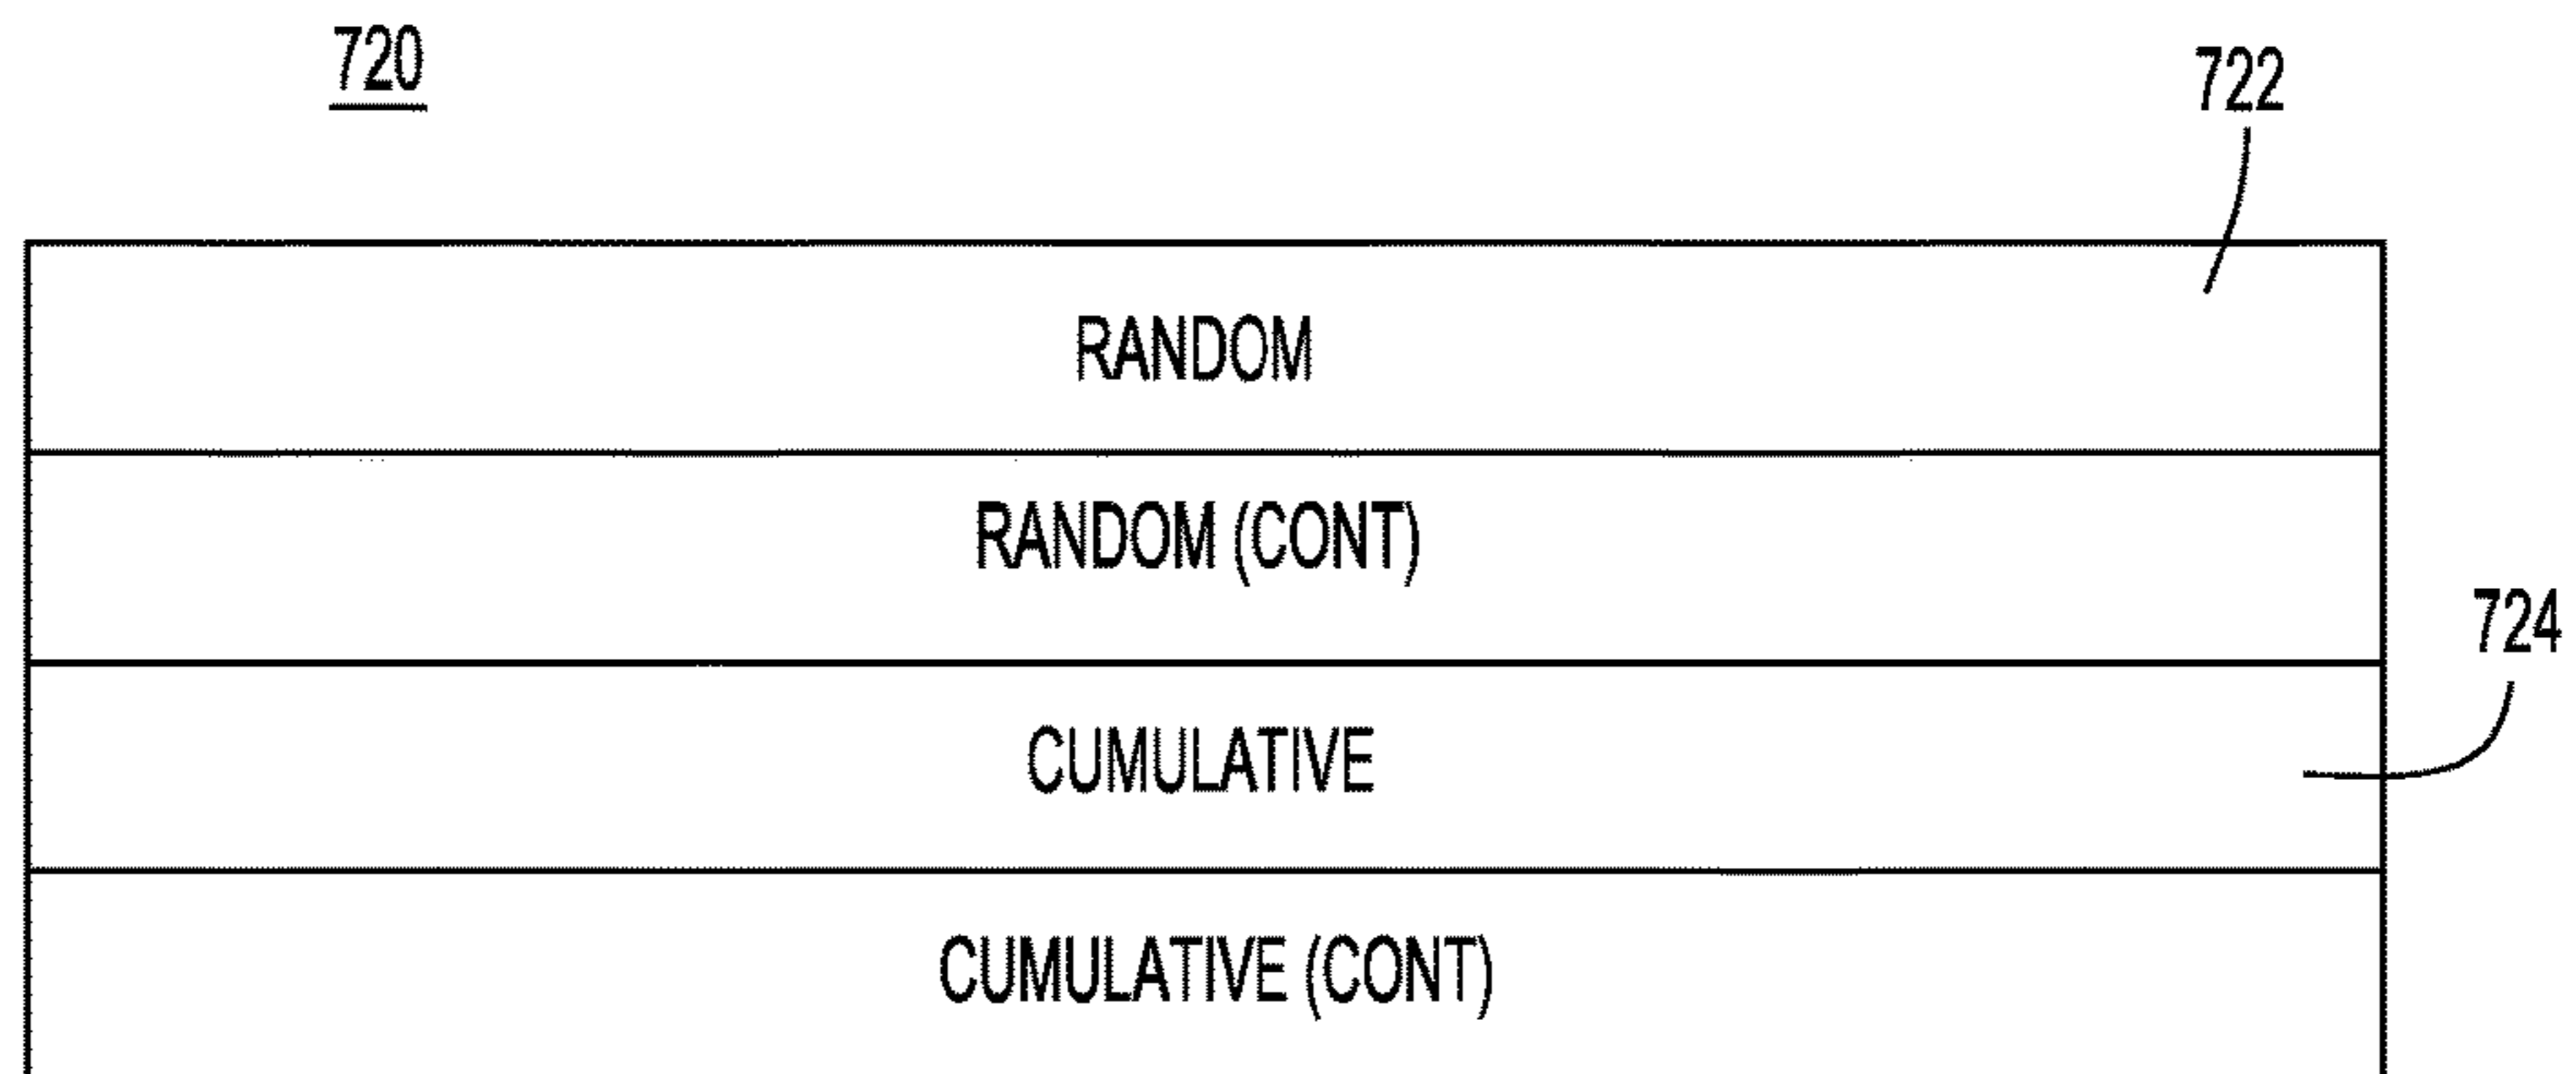 720
722
RANDOM
RANDOM (CONT)
724
CUMULATIVE
CUMULATIVE (CONT)